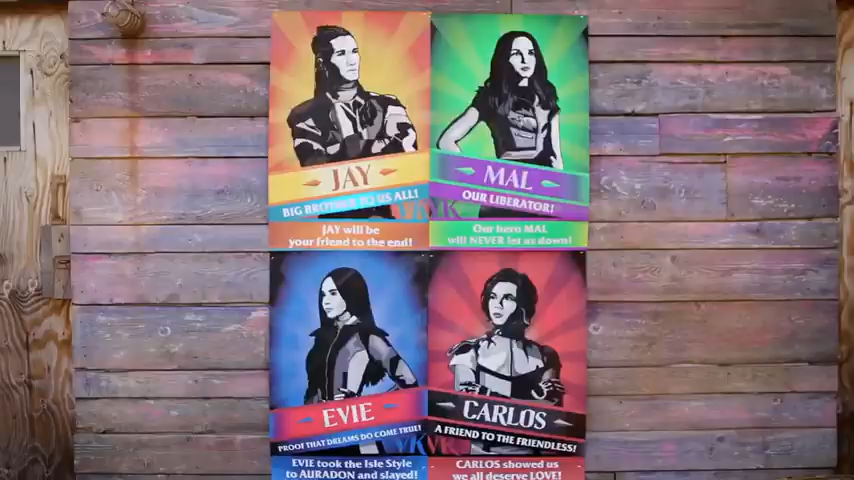 JAY
BIG BROTHER TO US ALL!
JAY will be
your friend to the end!
MAL
OUR LIBERATOR!
Our hero MAL
will NEVER let us down!
EVIE
PROOF THAT DREAMS DO COME TRUE!
EVIE took the Isle Style
to AURADON and slayed!
CARLOS
A FRIEND TO THE FRIENDLESS!
CARLOS showed us
we all deserve LOVE!